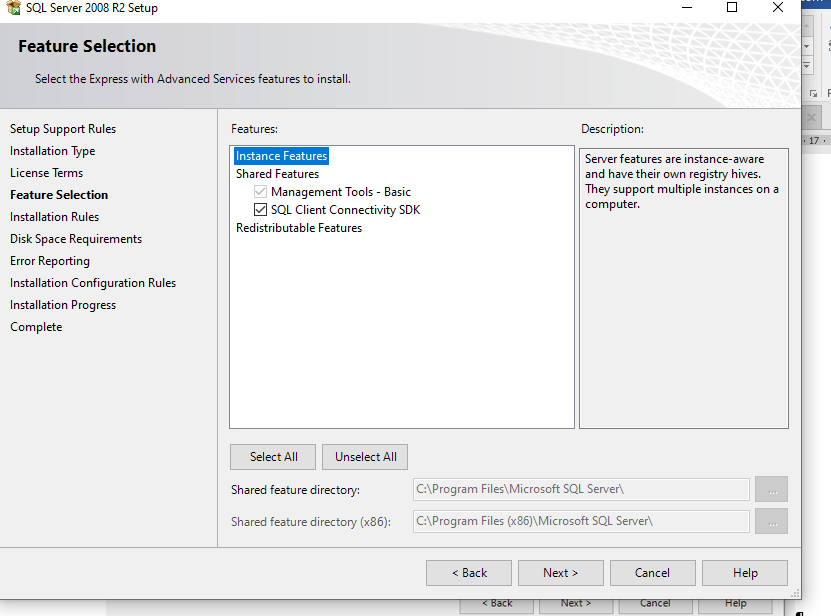 SQL Server 2008 R2 Setup
Feature Selection
Select the Express with Advanced Services features to install.
Setup Support Rules
Installation Type
License Terms
Feature Selection
Installation Rules
Disk Space Requirements
Error Reporting
Installation Configuration Rules
Installation Progress
Complete
Features:
Instance Features
Shared Features
Management Tools - Basic
SQL Client Connectivity SDK
Redistributable Features
Description:
Server features are instance-aware
and have their own registry hives.
They support multiple instances on a
computer.
Select All
Unselect All
Shared feature directory:
C:\Program Files\Microsoft SQL Server\
...
Shared feature directory (x86):
C:\Program Files (x86)\Microsoft SQL Server\
...
< Back
Next >
Cancel
Help
< Back
Next >
Cancel
Help
· 17 ·
¶